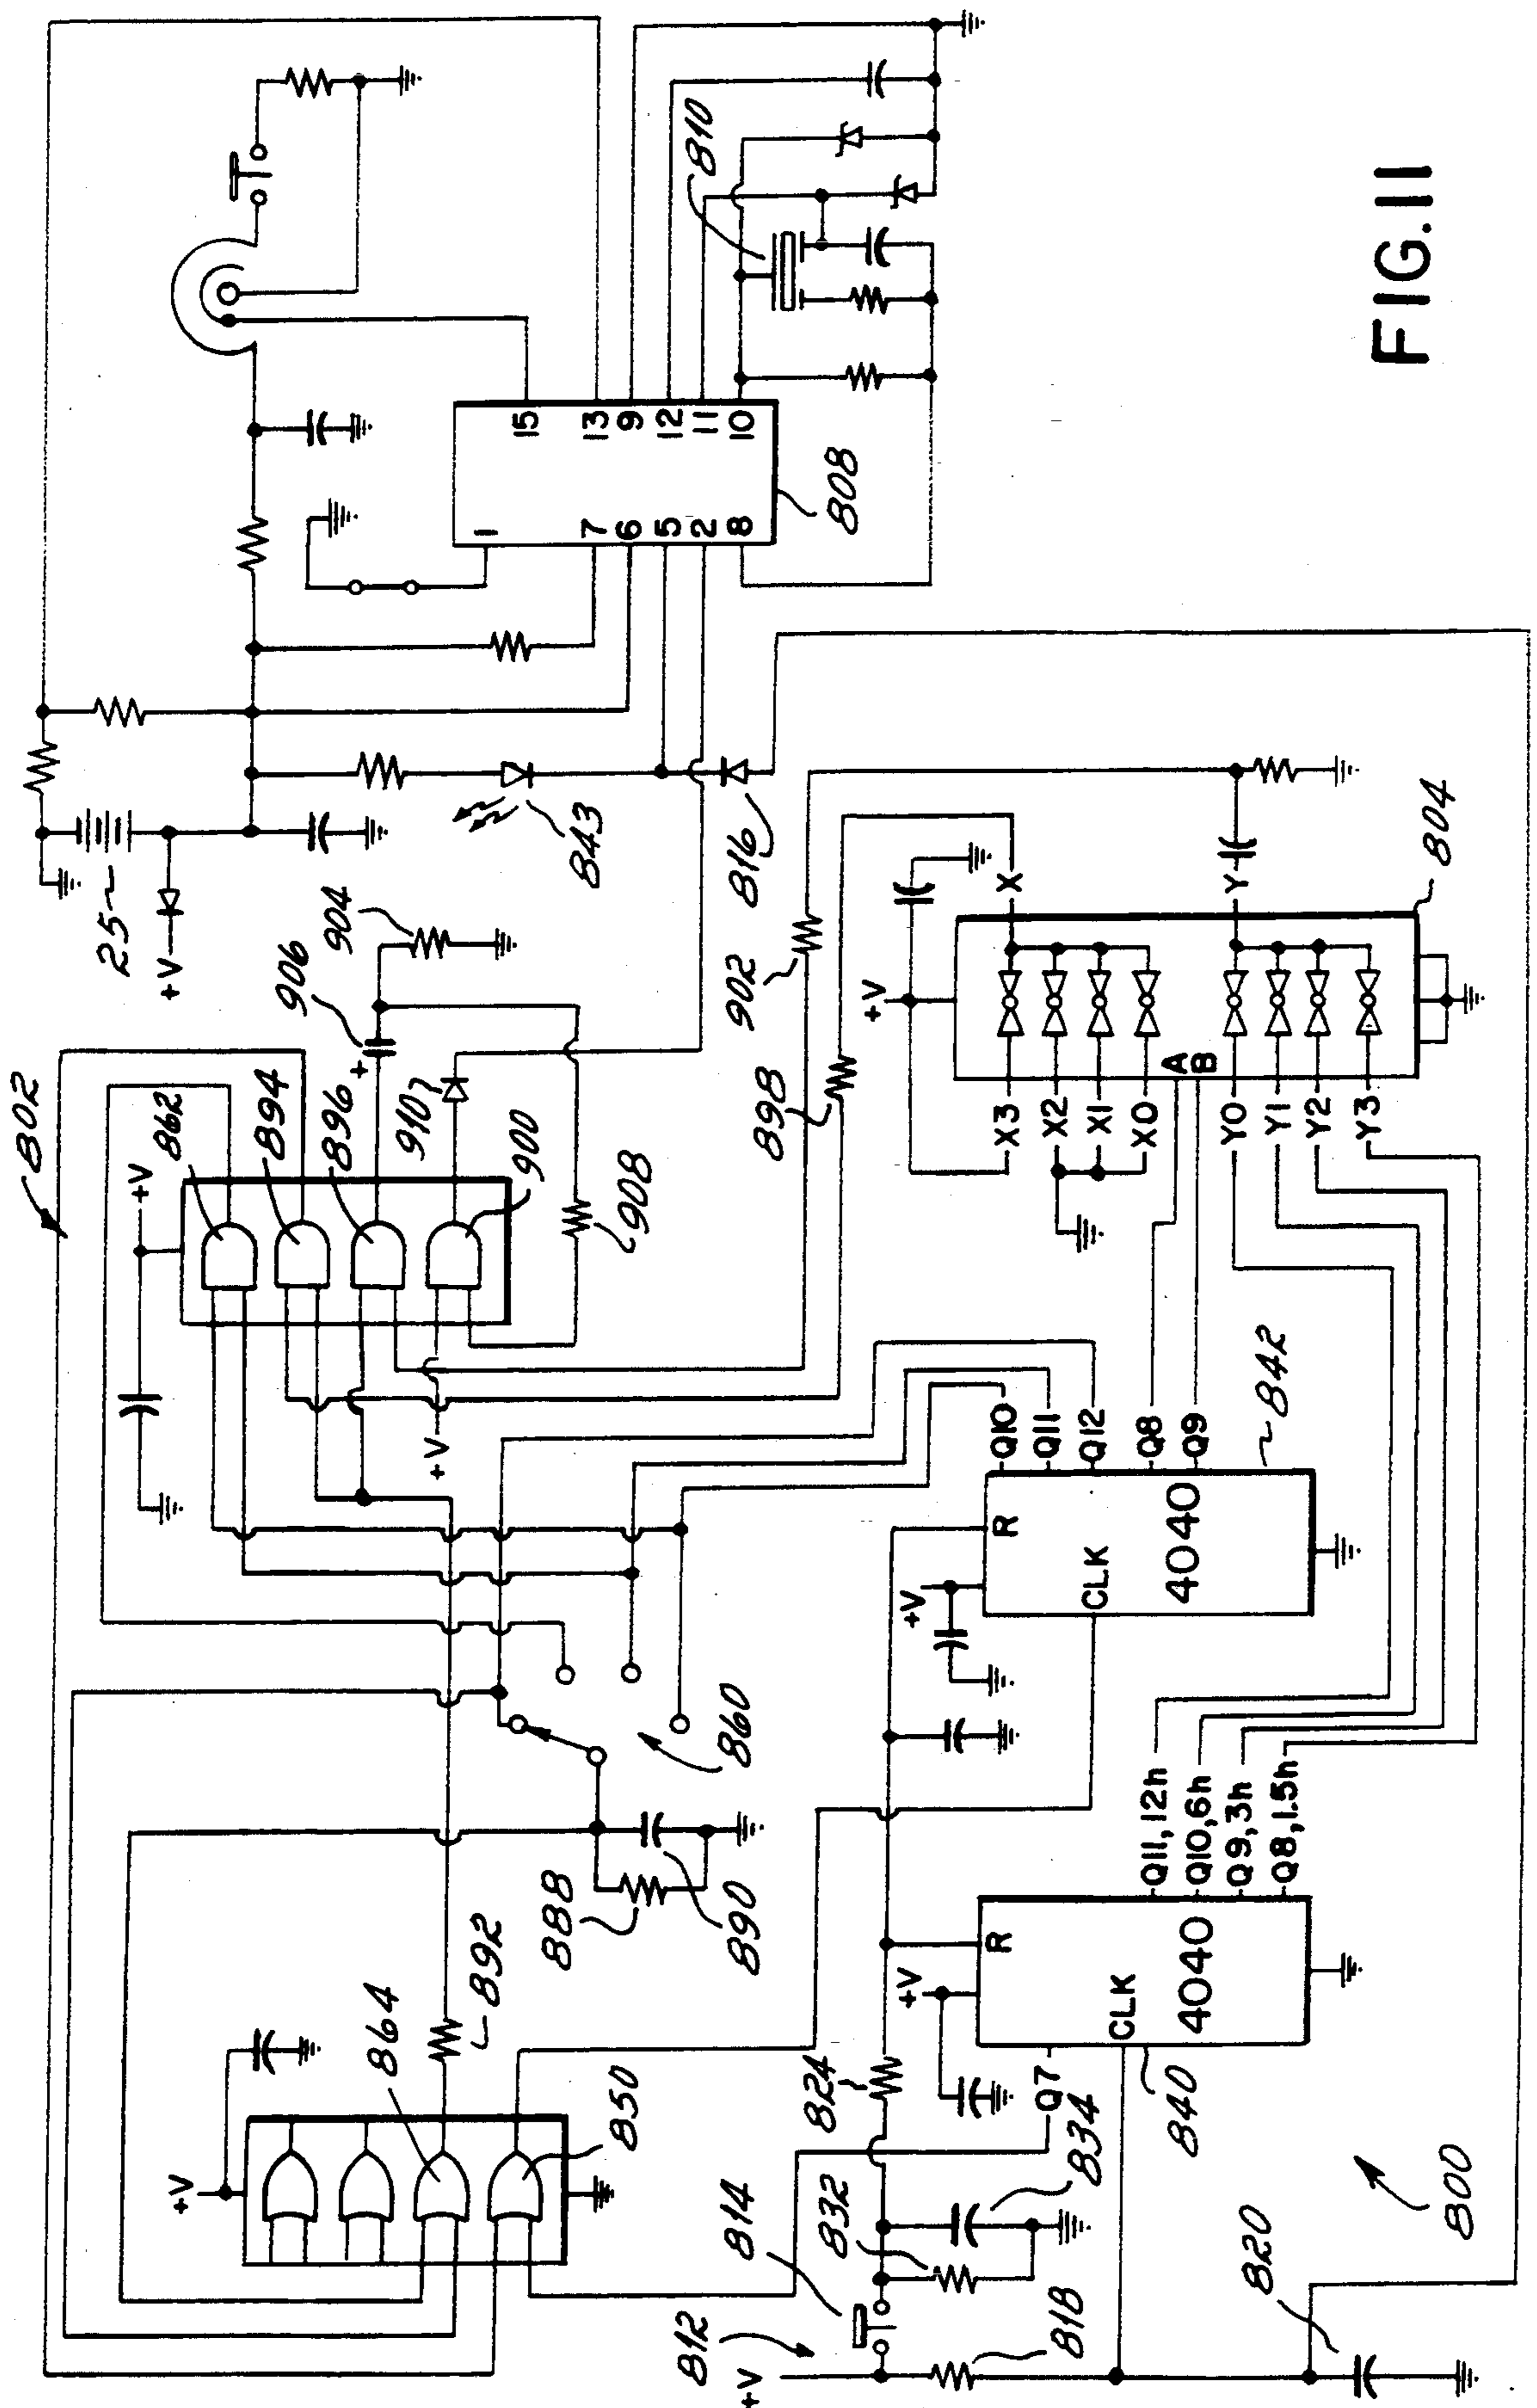 802
25
+V
843
816
906
904
902
862
894
896
910
900
908
898
+V
+V
1
7
6
5
2
8
15
13
9
12
11
10
808
810
FIG.11
+V
864
850
892
888
890
860
+V
X
Y
X3
X2
X1
X0
A
B
Y0
Y1
Y2
Y3
804
Q10
Q11
Q12
Q8
Q9
R
CLK
4040
842
+V
Q11, 12h
Q10, 6h
Q9, 3h
Q8, 1.5h
R
CLK
4040
840
+V
Q7
824
834
832
814
812
+V
818
820
800